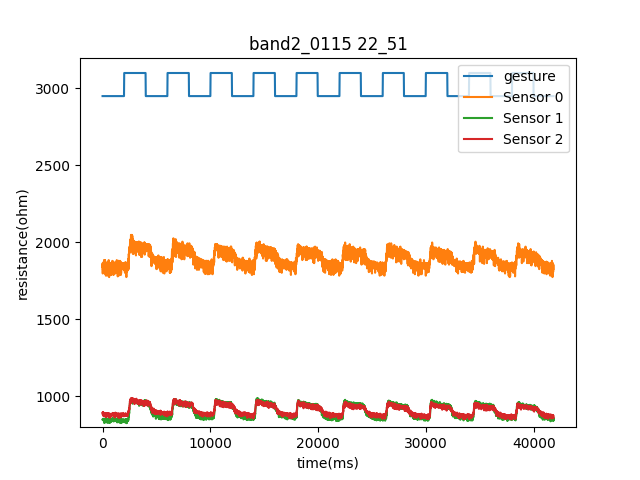 band2_0115 22_51
gesture
Sensor 0
Sensor 1
Sensor 2
resistance(ohm)
3000
2500
2000
1500
1000
0
10000
20000
30000
40000
time(ms)